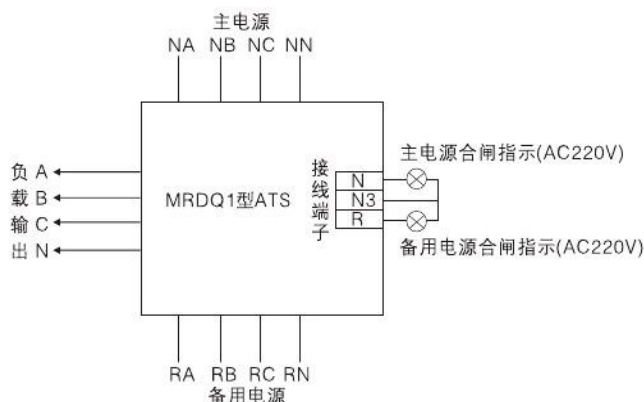 主电源
NA NB NC NN
负 A
载 B
输 C
出 N
MRDQ1型ATS
接线端子
N
N3
R
主电源合闸指示(AC220V)
备用电源合闸指示(AC220V)
RA RB RC RN
备用电源